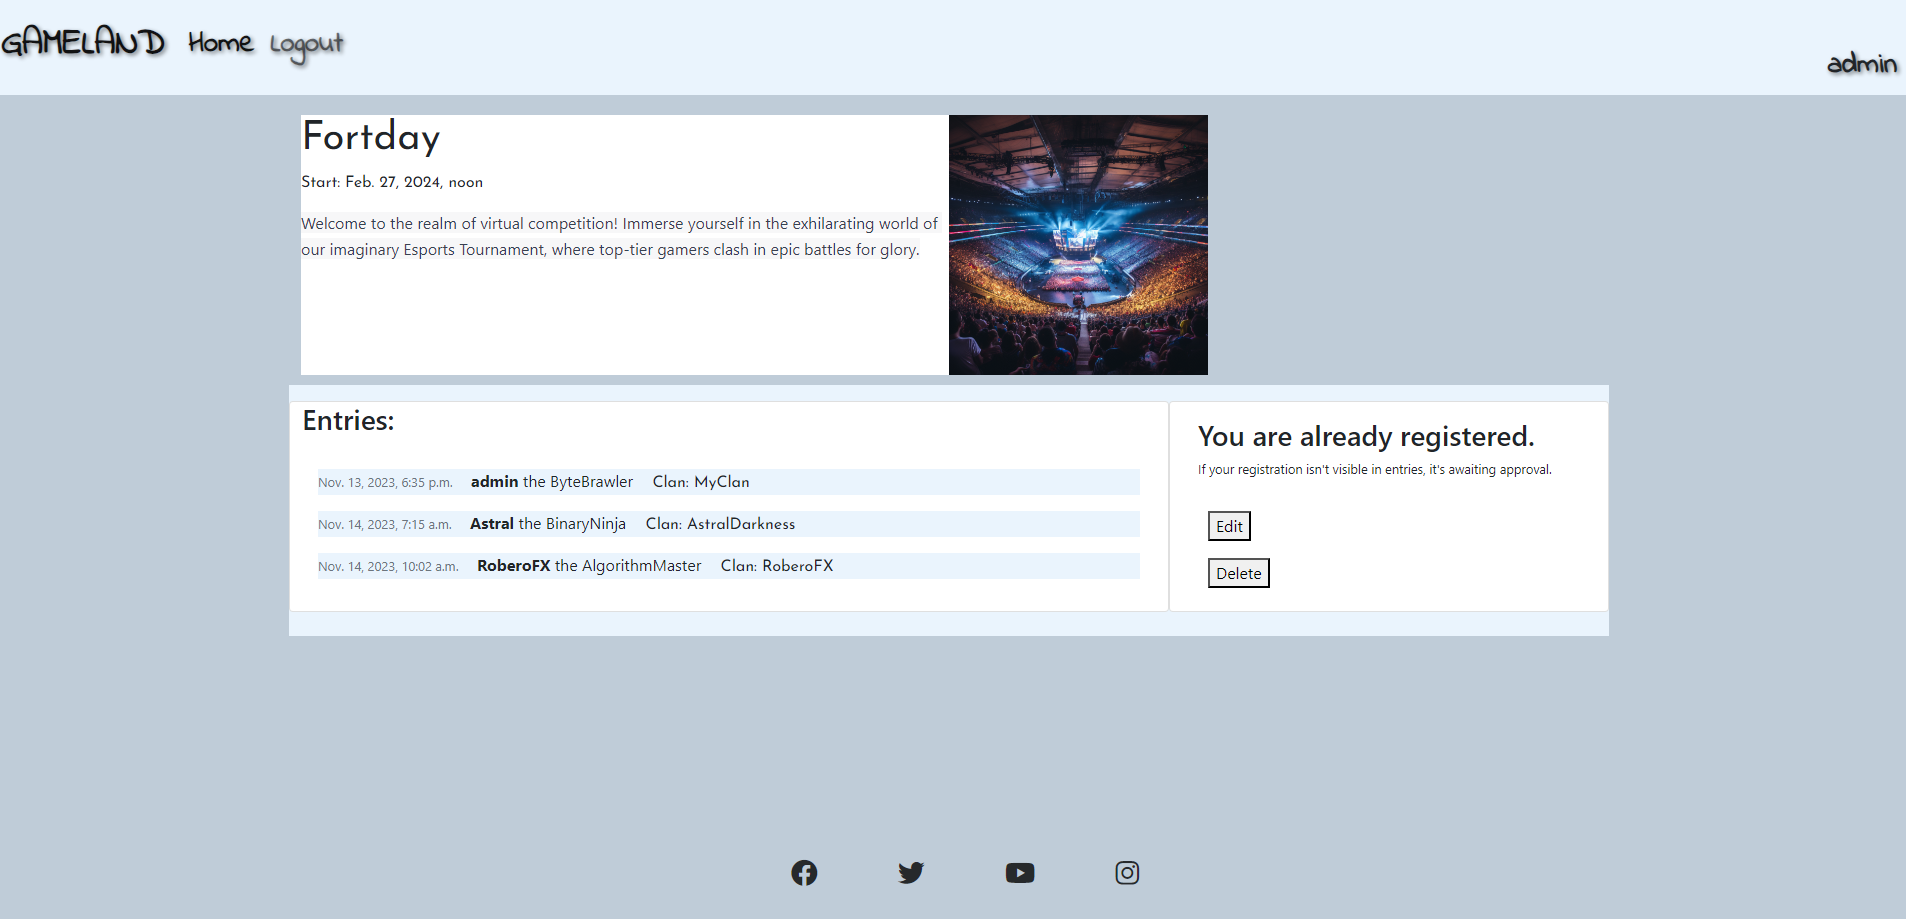 GAMELAND Home Logout
admin
Fortday
Start: Feb. 27, 2024, noon
Welcome to the realm of virtual competition! Immerse yourself in the exhilarating world of
our imaginary Esports Tournament, where top-tier gamers clash in epic battles for glory.
Entries:
Nov. 13, 2023, 6:35 p.m. admin the ByteBrawler Clan: MyClan
Nov. 14, 2023, 7:15 a.m. Astral the BinaryNinja Clan: AstralDarkness
Nov. 14, 2023, 10:02 a.m. RoberoFX the AlgorithmMaster Clan: RoberoFX
You are already registered.
If your registration isn't visible in entries, it's awaiting approval.
Edit
Delete